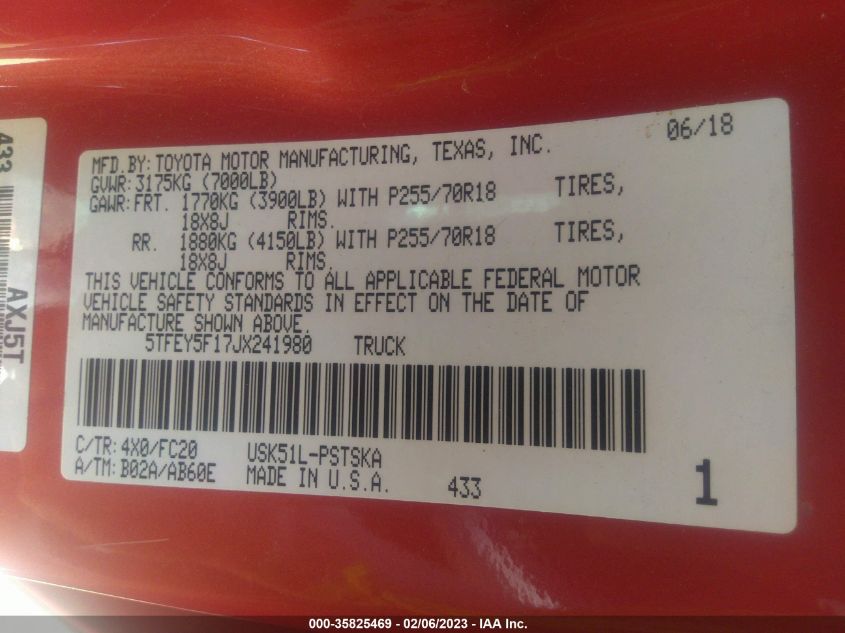 433
AXJ5T
06/18
MFD.BY: TOYOTA MOTOR MANUFACTURING, TEXAS, INC.
GVWR: 3175KG (7000LB)
GAWR: FRT. 1770KG (3900LB) WITH P255/70R18 TIRES,
18X8J RIMS.
RR. 1880KG (4150LB) WITH P255/70R18 TIRES,
18X8J RIMS.
THIS VEHICLE CONFORMS TO ALL APPLICABLE FEDERAL MOTOR
VEHICLE SAFETY STANDARDS IN EFFECT ON THE DATE OF
MANUFACTURE SHOWN ABOVE.
5TFEY5F17JX241980 TRUCK
C/TR: 4X0/FC20 USK51L-PSTSKA
A/TM: B02A/AB60E MADE IN U.S.A. 433
1
000-35825469 - 02/06/2023 - IAA Inc.